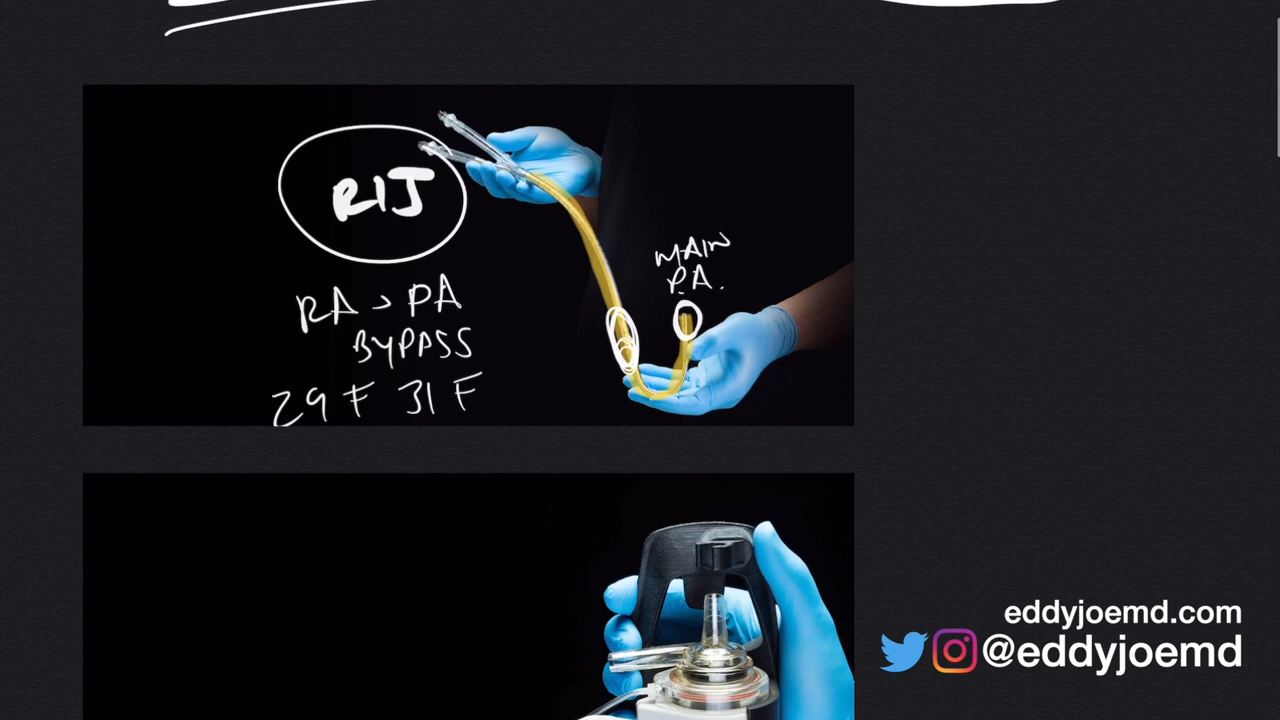 RIJ
MAIN
P.A.
RA > PA
BYPASS
29 F 31 F
eddyjoemd.com
@eddyjoemd